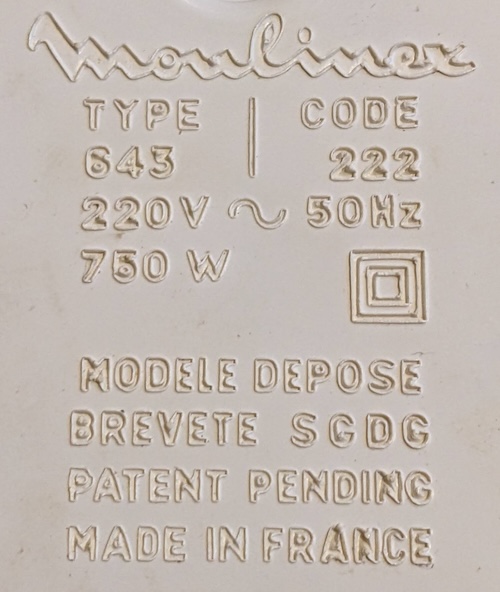 Moulinex
TYPE | CODE
643 | 222
220V ~ 50Hz
750 W
MODELE DEPOSE
BREVETE SGDG
PATENT PENDING
MADE IN FRANCE